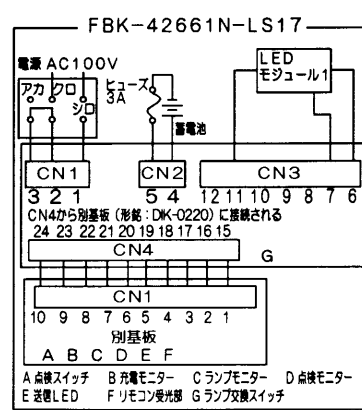 FBK-42661N-LS17
電源 AC100V
アカ クロ
シロ
ヒューズ
3A
蓄電池
LED
モジュール1
CN1
CN2
CN3
3 2 1
5 4
12 11 10 9 8 7 6
CN4から別基板(形銘:DIK-0220)に接続される
24 23 22 21 20 19 18 17 16 15
CN4
G
CN1
10 9 8 7 6 5 4 3 2 1
別基板
A B C D E F
A 点検スイッチ B 充電モニター C ランプモニター D 点検モニター
E 送信LED F リモコン受光部 G ランプ交換スイッチ